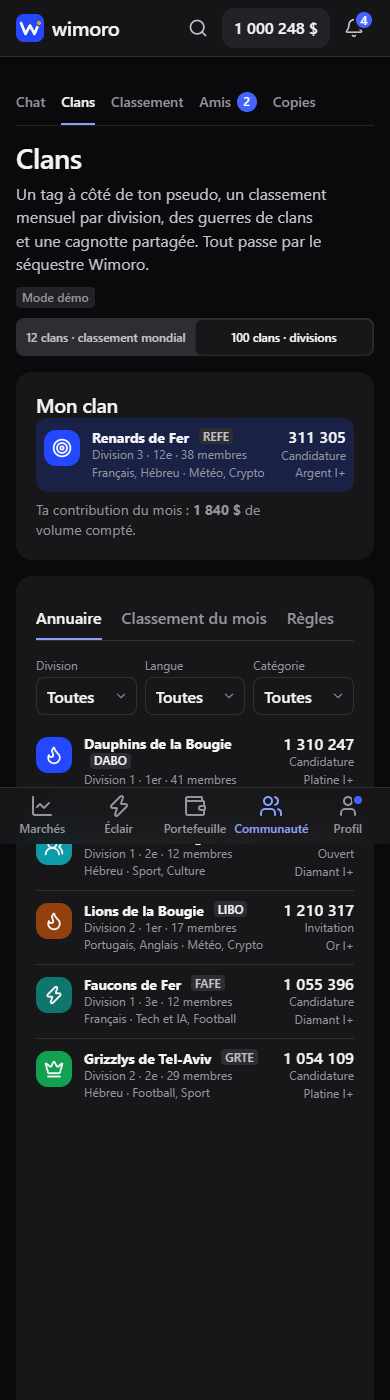 wimoro
1 000 248 $
4
Chat
Clans
Classement
Amis 2
Copies
Clans
Un tag à côté de ton pseudo, un classement
mensuel par division, des guerres de clans
et une cagnotte partagée. Tout passe par le
séquestre Wimoro.
Mode démo
12 clans · classement mondial
100 clans · divisions
Mon clan
Renards de Fer REFE
311 305
Division 3 · 12e · 38 membres
Candidature
Français, Hébreu · Météo, Crypto
Argent I+
Ta contribution du mois : 1 840 $ de
volume compté.
Annuaire
Classement du mois
Règles
Division
Langue
Catégorie
Toutes
Toutes
Toutes
Dauphins de la Bougie
1 310 247
DABO
Candidature
Division 1 · 1er · 41 membres
Platine I+
Marchés
Éclair
Portefeuille
Communauté
Profil
Division 1 · 2e · 12 membres
Ouvert
Hébreu · Sport, Culture
Diamant I+
Lions de la Bougie LIBO
1 210 317
Division 2 · 1er · 17 membres
Invitation
Portugais, Anglais · Météo, Crypto
Or I+
Faucons de Fer FAFE
1 055 396
Division 1 · 3e · 12 membres
Candidature
Français · Tech et IA, Football
Diamant I+
Grizzlys de Tel-Aviv GRTE
1 054 109
Division 2 · 2e · 29 membres
Candidature
Hébreu · Football, Sport
Platine I+